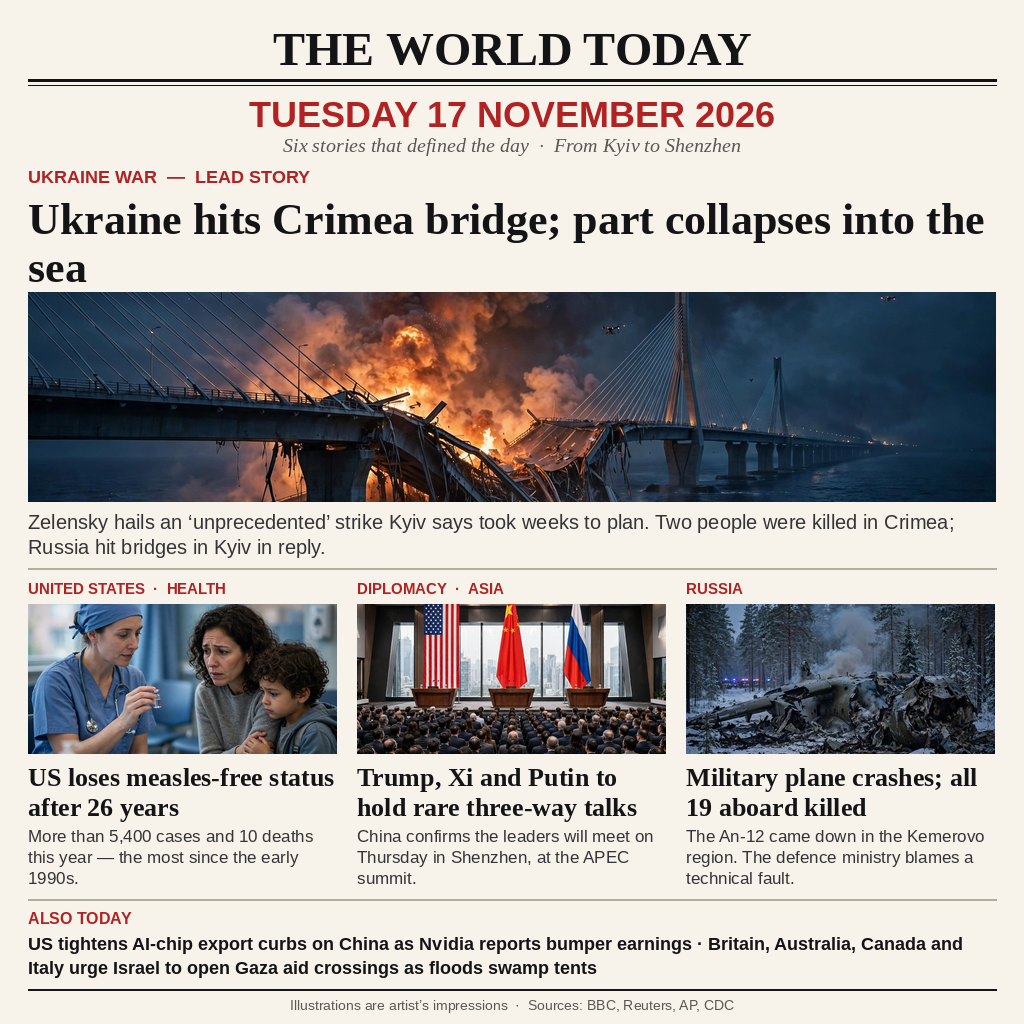 THE WORLD TODAY
TUESDAY 17 NOVEMBER 2026
Six stories that defined the day · From Kyiv to Shenzhen
UKRAINE WAR — LEAD STORY
Ukraine hits Crimea bridge; part collapses into the
sea
Zelensky hails an ‘unprecedented’ strike Kyiv says took weeks to plan. Two people were killed in Crimea;
Russia hit bridges in Kyiv in reply.
UNITED STATES · HEALTH
US loses measles-free status
after 26 years
More than 5,400 cases and 10 deaths
this year — the most since the early
1990s.
DIPLOMACY · ASIA
Trump, Xi and Putin to
hold rare three-way talks
China confirms the leaders will meet on
Thursday in Shenzhen, at the APEC
summit.
RUSSIA
Military plane crashes; all
19 aboard killed
The An-12 came down in the Kemerovo
region. The defence ministry blames a
technical fault.
ALSO TODAY
US tightens AI-chip export curbs on China as Nvidia reports bumper earnings · Britain, Australia, Canada and
Italy urge Israel to open Gaza aid crossings as floods swamp tents
Illustrations are artist’s impressions · Sources: BBC, Reuters, AP, CDC